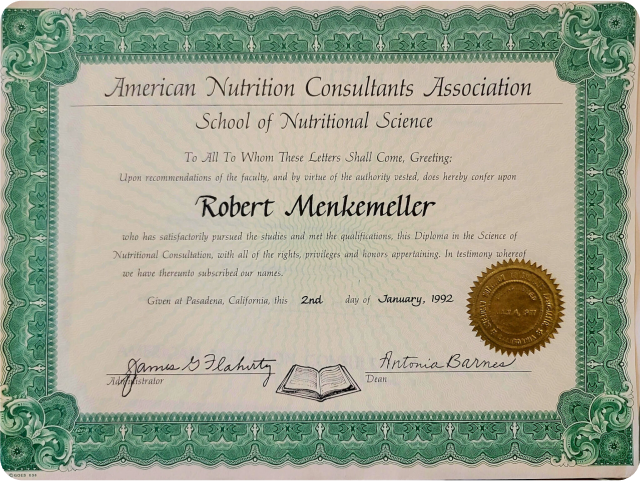 American Nutrition Consultants Association
School of Nutritional Science
To All To Whom These Letters Shall Come, Greeting:
Upon recommendations of the faculty, and by virtue of the authority vested, does hereby confer upon
Robert Menkemeller
who has satisfactorily pursued the studies and met the qualifications, this Diploma in the Science of
Nutritional Consultation, with all of the rights, privileges and honors appertaining. In testimony whereof
we have thereunto subscribed our names.
Given at Pasadena, California, this 2nd day of January, 1992
James G Flaherty Antonia Barnes
Administrator Dean